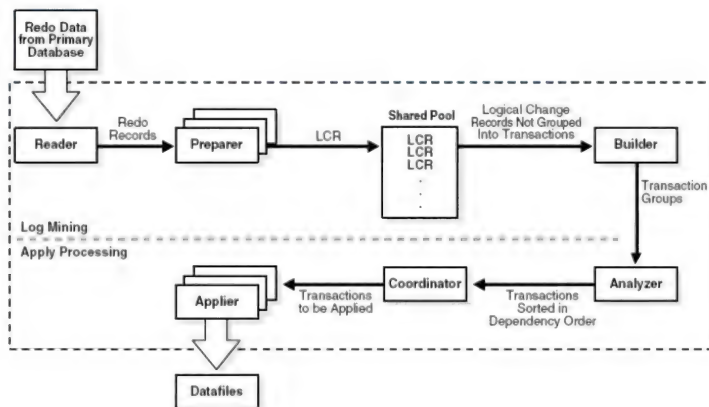 Redo Data
from Primary
Database
Reader
Redo
Records
Preparer
LCR
Shared Pool
LCR
LCR
LCR
.
.
.
Logical Change
Records Not Grouped
Into Transactions
Builder
Transaction
Groups
Log Mining
Apply Processing
Applier
Transactions
to be Applied
Coordinator
Transactions
Sorted in
Dependency Order
Analyzer
Datafiles